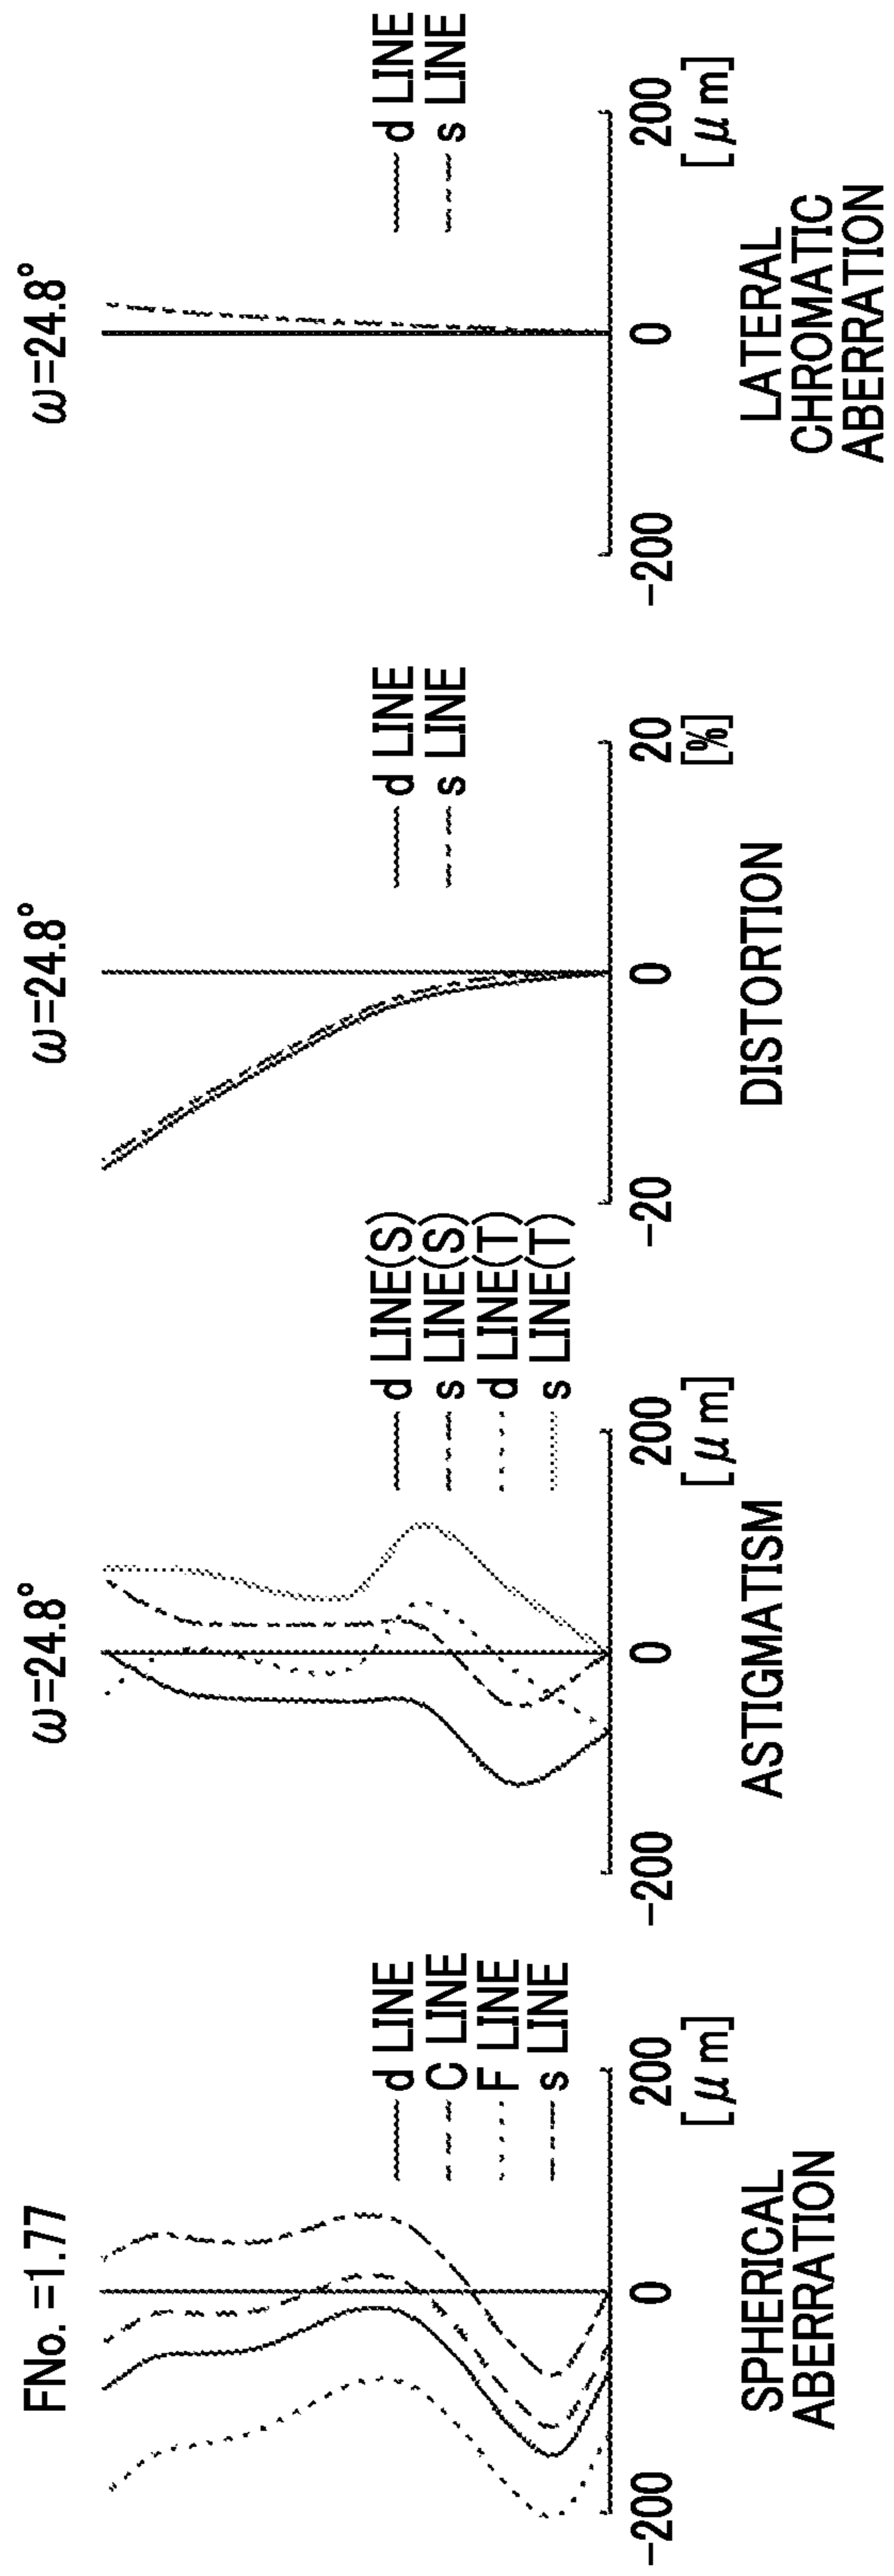 FNo. =1.77
d LINE
C LINE
F LINE
s LINE
-200
0
200
[μm]
SPHERICAL
ABERRATION
ω=24.8°
d LINE(S)
s LINE(S)
d LINE(T)
s LINE(T)
-200
0
200
[μm]
ASTIGMATISM
ω=24.8°
d LINE
s LINE
-20
0
20
[%]
DISTORTION
ω=24.8°
d LINE
s LINE
-200
0
200
[μm]
LATERAL
CHROMATIC
ABERRATION